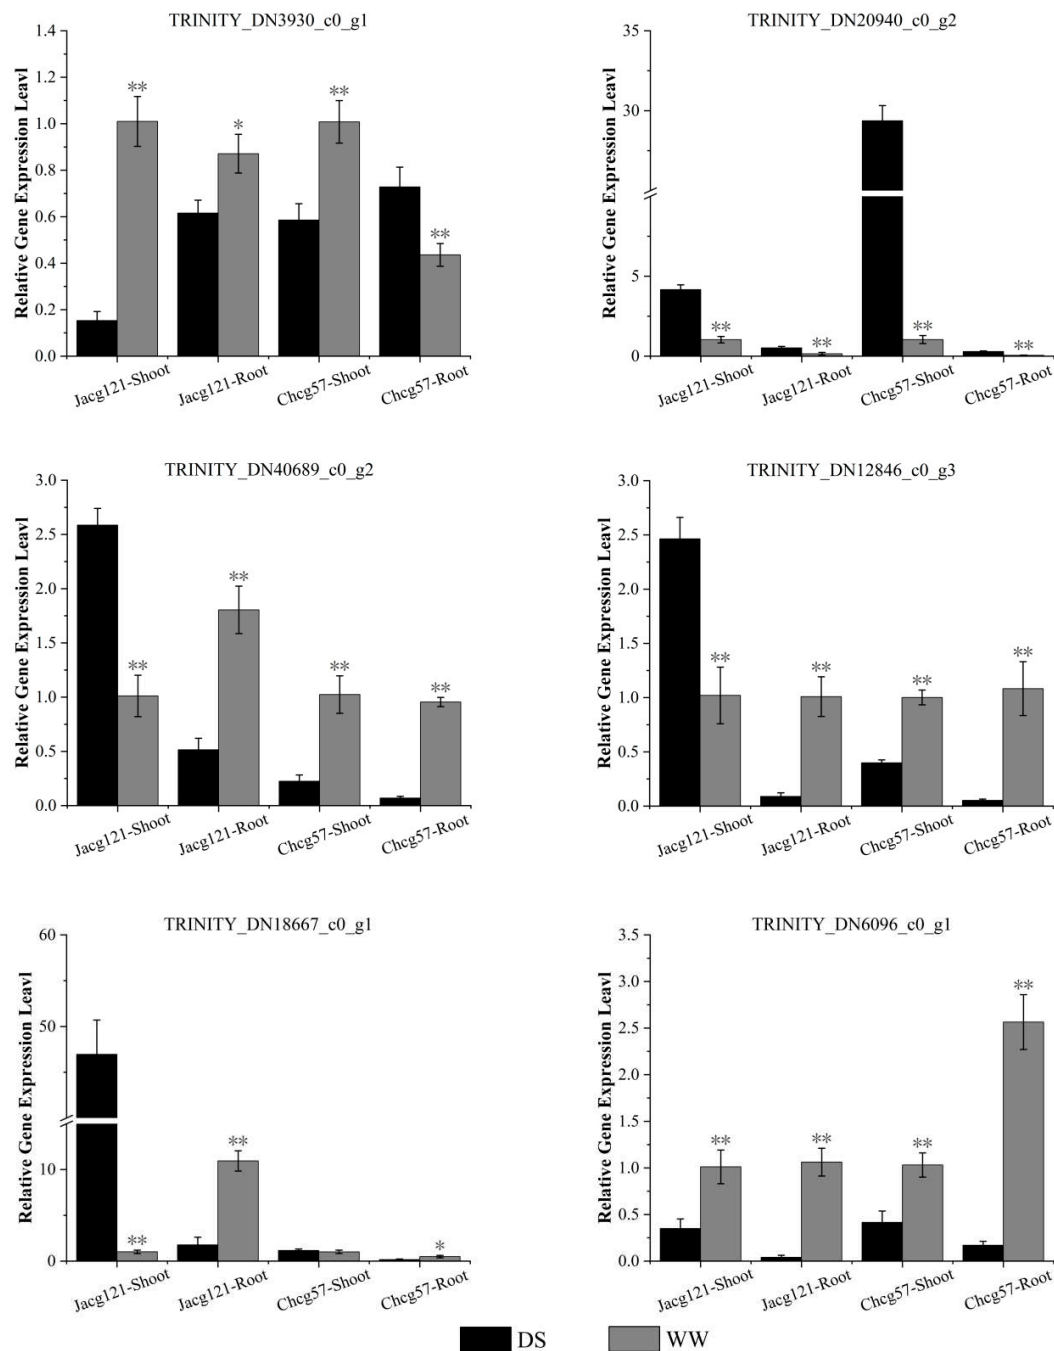 TRINITY_DN3930_c0_g1
Relative Gene Expression Leavl
1.4
1.2
1.0
0.8
0.6
0.4
0.2
0.0
**
*
**
**
Jacg121-Shoot
Jacg121-Root
Chcg57-Shoot
Chcg57-Root
TRINITY_DN20940_c0_g2
Relative Gene Expression Leavl
35
30
5
0
**
**
**
**
Jacg121-Shoot
Jacg121-Root
Chcg57-Shoot
Chcg57-Root
TRINITY_DN40689_c0_g2
Relative Gene Expression Leavl
3.0
2.5
2.0
1.5
1.0
0.5
0.0
**
**
**
**
Jacg121-Shoot
Jacg121-Root
Chcg57-Shoot
Chcg57-Root
TRINITY_DN12846_c0_g3
Relative Gene Expression Leavl
3.0
2.5
2.0
1.5
1.0
0.5
0.0
**
**
**
**
Jacg121-Shoot
Jacg121-Root
Chcg57-Shoot
Chcg57-Root
TRINITY_DN18667_c0_g1
Relative Gene Expression Leavl
60
50
10
0
**
**
*
Jacg121-Shoot
Jacg121-Root
Chcg57-Shoot
Chcg57-Root
TRINITY_DN6096_c0_g1
Relative Gene Expression Leavl
3.5
3.0
2.5
2.0
1.5
1.0
0.5
0.0
**
**
**
**
Jacg121-Shoot
Jacg121-Root
Chcg57-Shoot
Chcg57-Root
DS
WW